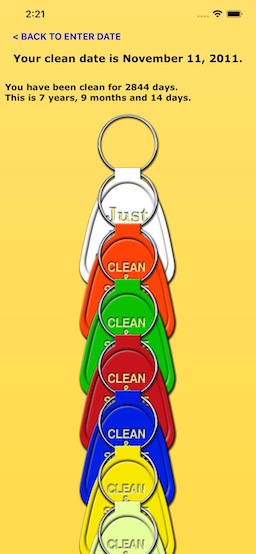 2:21
< BACK TO ENTER DATE
Your clean date is November 11, 2011.
You have been clean for 2844 days.
This is 7 years, 9 months and 14 days.
Just
CLEAN
&
CLEAN
&
CLEAN
&
CLEAN
&
CLEAN
&
CLEAN